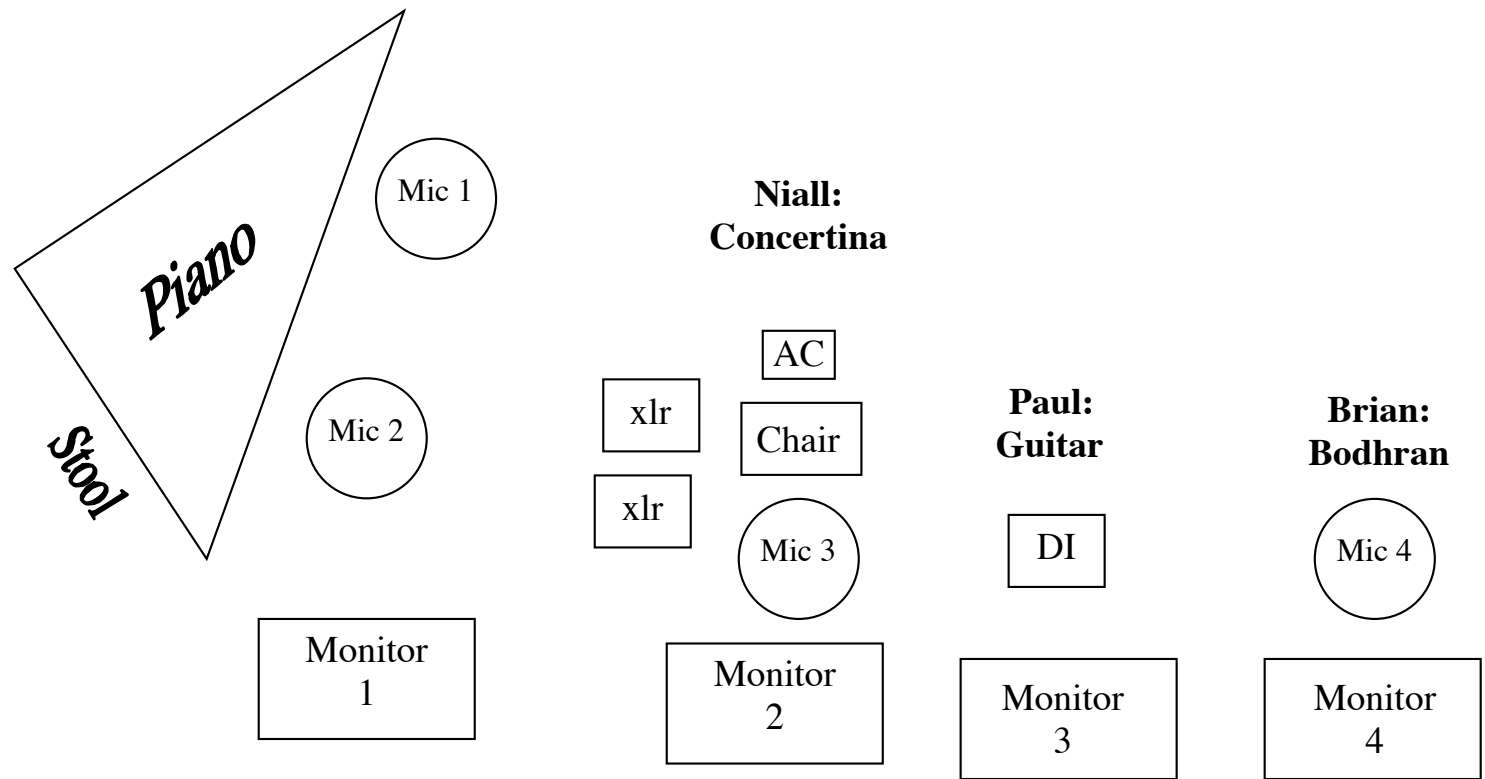 Piano
Stool
Mic 1
Mic 2
Niall:
Concertina
AC
xlr
Chair
xlr
Mic 3
Paul:
Guitar
DI
Brian:
Bodhran
Mic 4
Monitor
1
Monitor
2
Monitor
3
Monitor
4